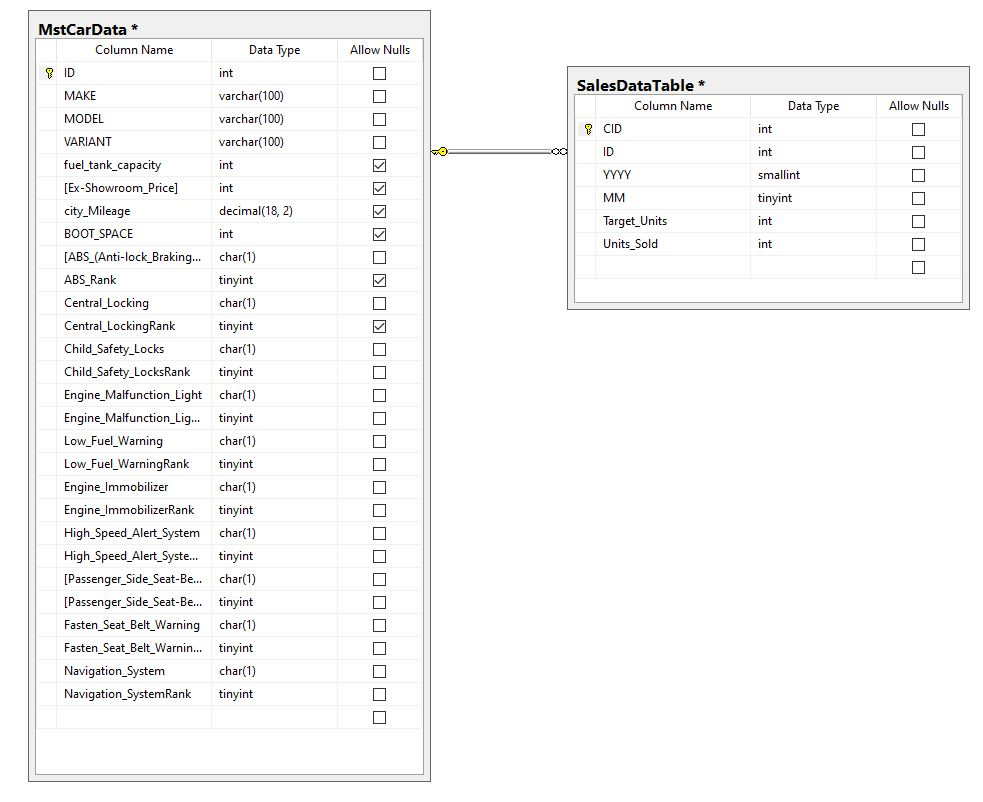 MstCarData *
Column Name Data Type Allow Nulls
ID int
MAKE varchar(100)
MODEL varchar(100)
VARIANT varchar(100)
fuel_tank_capacity int
[Ex-Showroom_Price] int
city_Mileage decimal(18, 2)
BOOT_SPACE int
[ABS_(Anti-lock_Braking... char(1)
ABS_Rank tinyint
Central_Locking char(1)
Central_LockingRank tinyint
Child_Safety_Locks char(1)
Child_Safety_LocksRank tinyint
Engine_Malfunction_Light char(1)
Engine_Malfunction_Lig... tinyint
Low_Fuel_Warning char(1)
Low_Fuel_WarningRank tinyint
Engine_Immobilizer char(1)
Engine_ImmobilizerRank tinyint
High_Speed_Alert_System char(1)
High_Speed_Alert_Syste... tinyint
[Passenger_Side_Seat-Be... char(1)
[Passenger_Side_Seat-Be... tinyint
Fasten_Seat_Belt_Warning char(1)
Fasten_Seat_Belt_Warnin... tinyint
Navigation_System char(1)
Navigation_SystemRank tinyint
SalesDataTable *
Column Name Data Type Allow Nulls
CID int
ID int
YYYY smallint
MM tinyint
Target_Units int
Units_Sold int